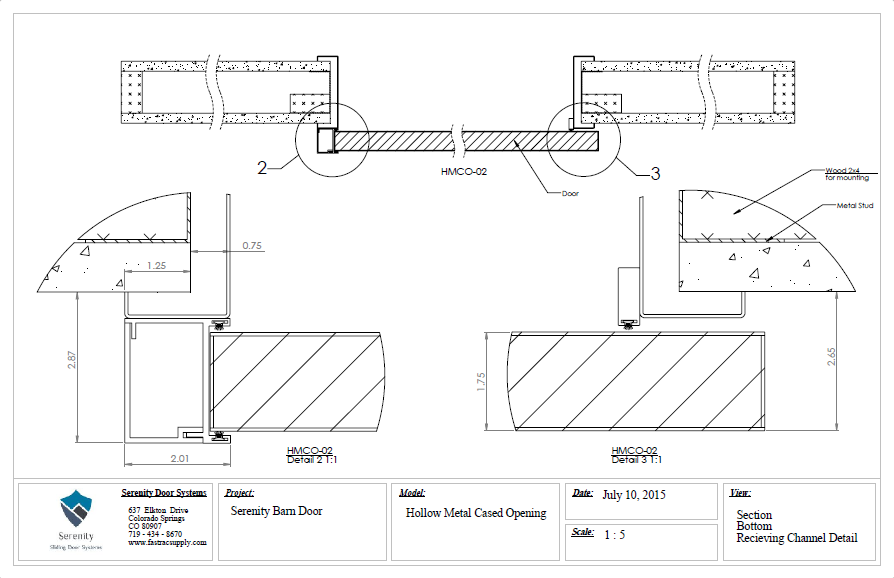 2
HMCO-02
3
Door
Wood 2x4
for mounting
Metal Stud
0.75
1.25
2.87
2.01
1.75
2.65
HMCO-02
Detail 2 1:1
HMCO-02
Detail 3 1:1
Serenity
Sliding Door Systems
Serenity Door Systems
637 Elkton Drive
Colorado Springs
CO 80907
719 - 434 - 8670
www.fastracsupply.com
Project:
Serenity Barn Door
Model:
Hollow Metal Cased Opening
Date: July 10, 2015
Scale: 1 : 5
View:
Section
Bottom
Recieving Channel Detail